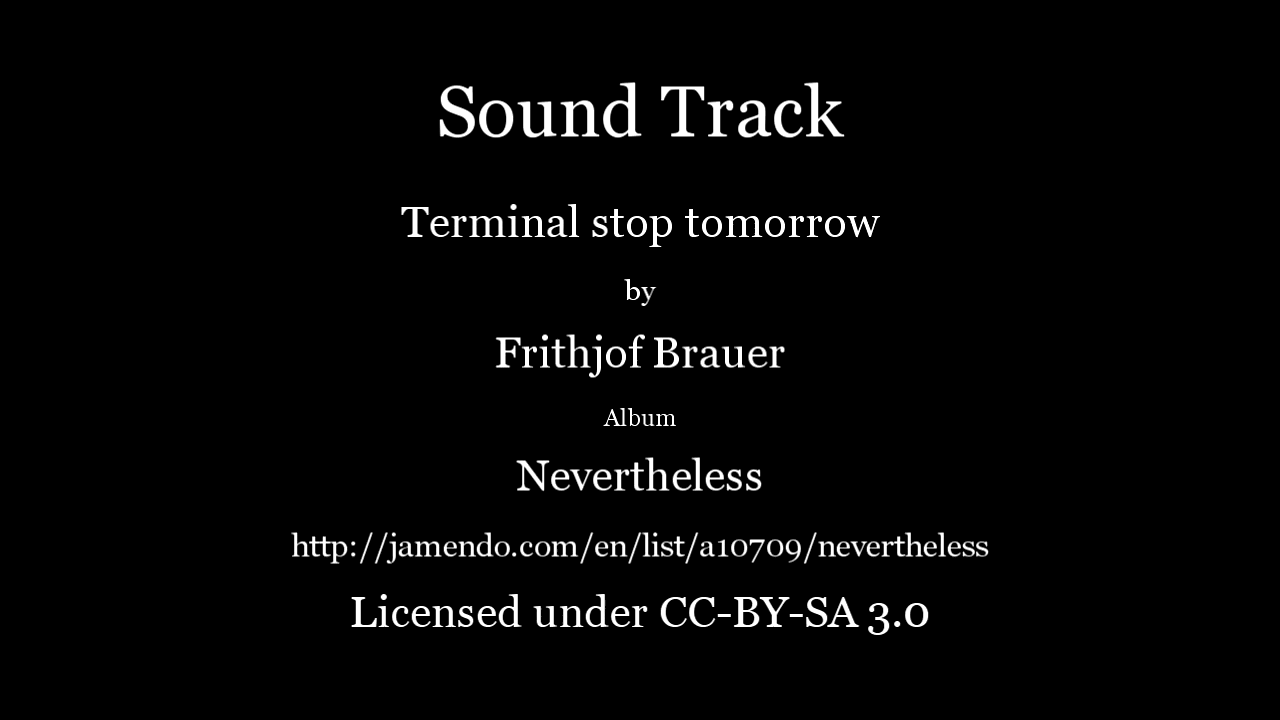 Sound Track
Terminal stop tomorrow
by
Frithjof Brauer
Album
Nevertheless
http://jamendo.com/en/list/a10709/nevertheless
Licensed under CC-BY-SA 3.0